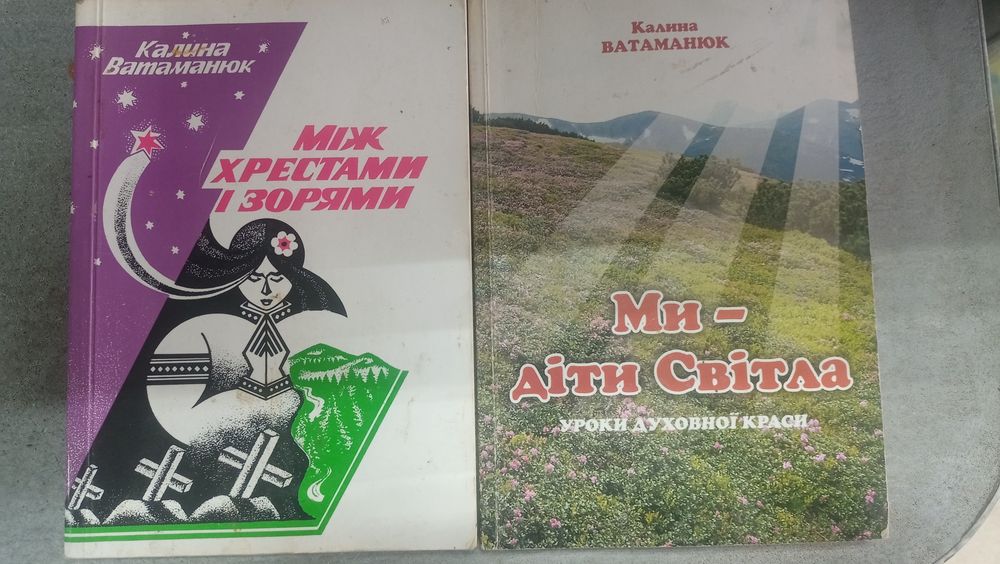 Калина
Ватаманюк
Між
хрестами
і зорями
Калина
ВАТАМАНЮК
Ми –
діти Світла
УРОКИ ДУХОВНОЇ КРАСИ